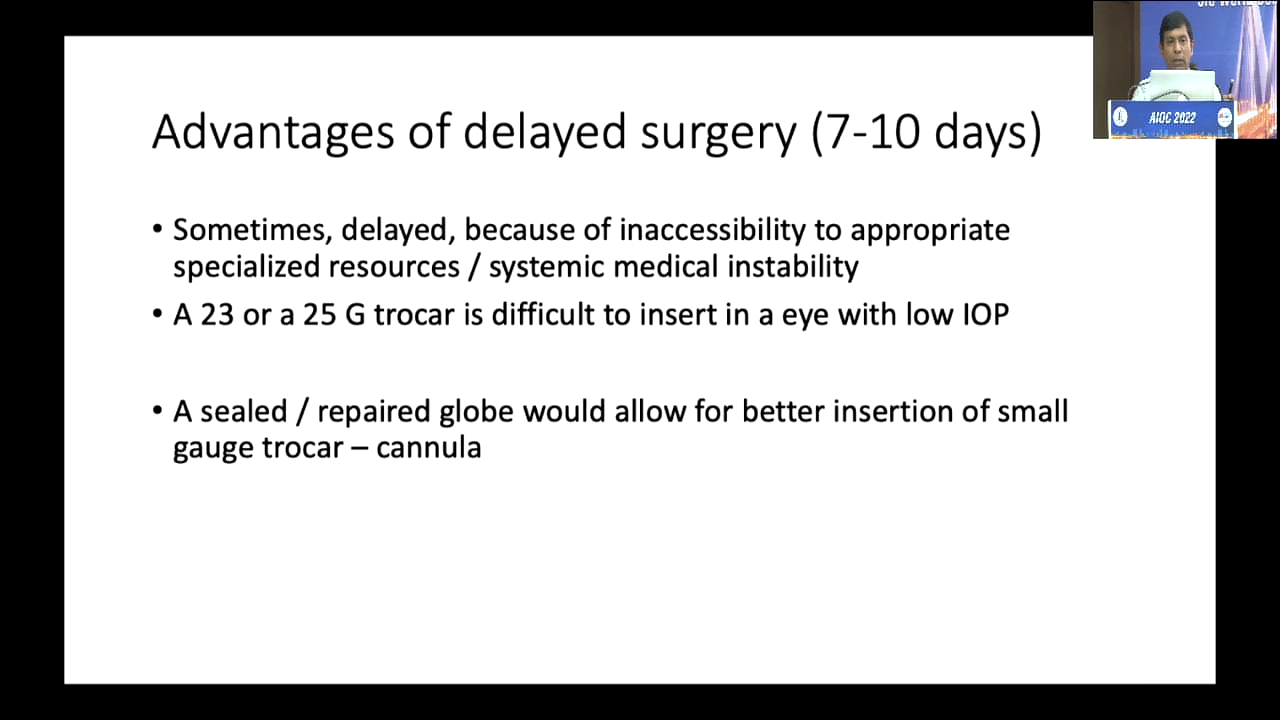 Advantages of delayed surgery (7-10 days)
• Sometimes, delayed, because of inaccessibility to appropriate
specialized resources / systemic medical instability
• A 23 or a 25 G trocar is difficult to insert in a eye with low IOP
• A sealed / repaired globe would allow for better insertion of small
gauge trocar – cannula
AIOC 2022